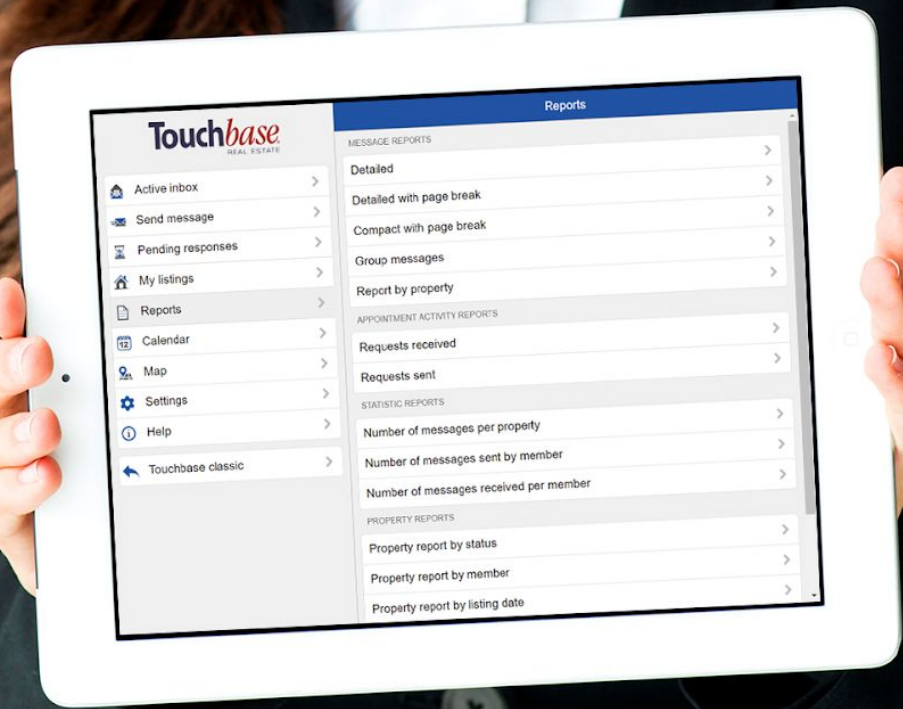 Touchbase
REAL ESTATE
Active inbox
Send message
Pending responses
My listings
Reports
12
Calendar
Map
Settings
Help
Touchbase classic
Reports
MESSAGE REPORTS
Detailed
Detailed with page break
Compact with page break
Group messages
Report by property
APPOINTMENT ACTIVITY REPORTS
Requests received
Requests sent
STATISTIC REPORTS
Number of messages per property
Number of messages sent by member
Number of messages received per member
PROPERTY REPORTS
Property report by status
Property report by member
Property report by listing date